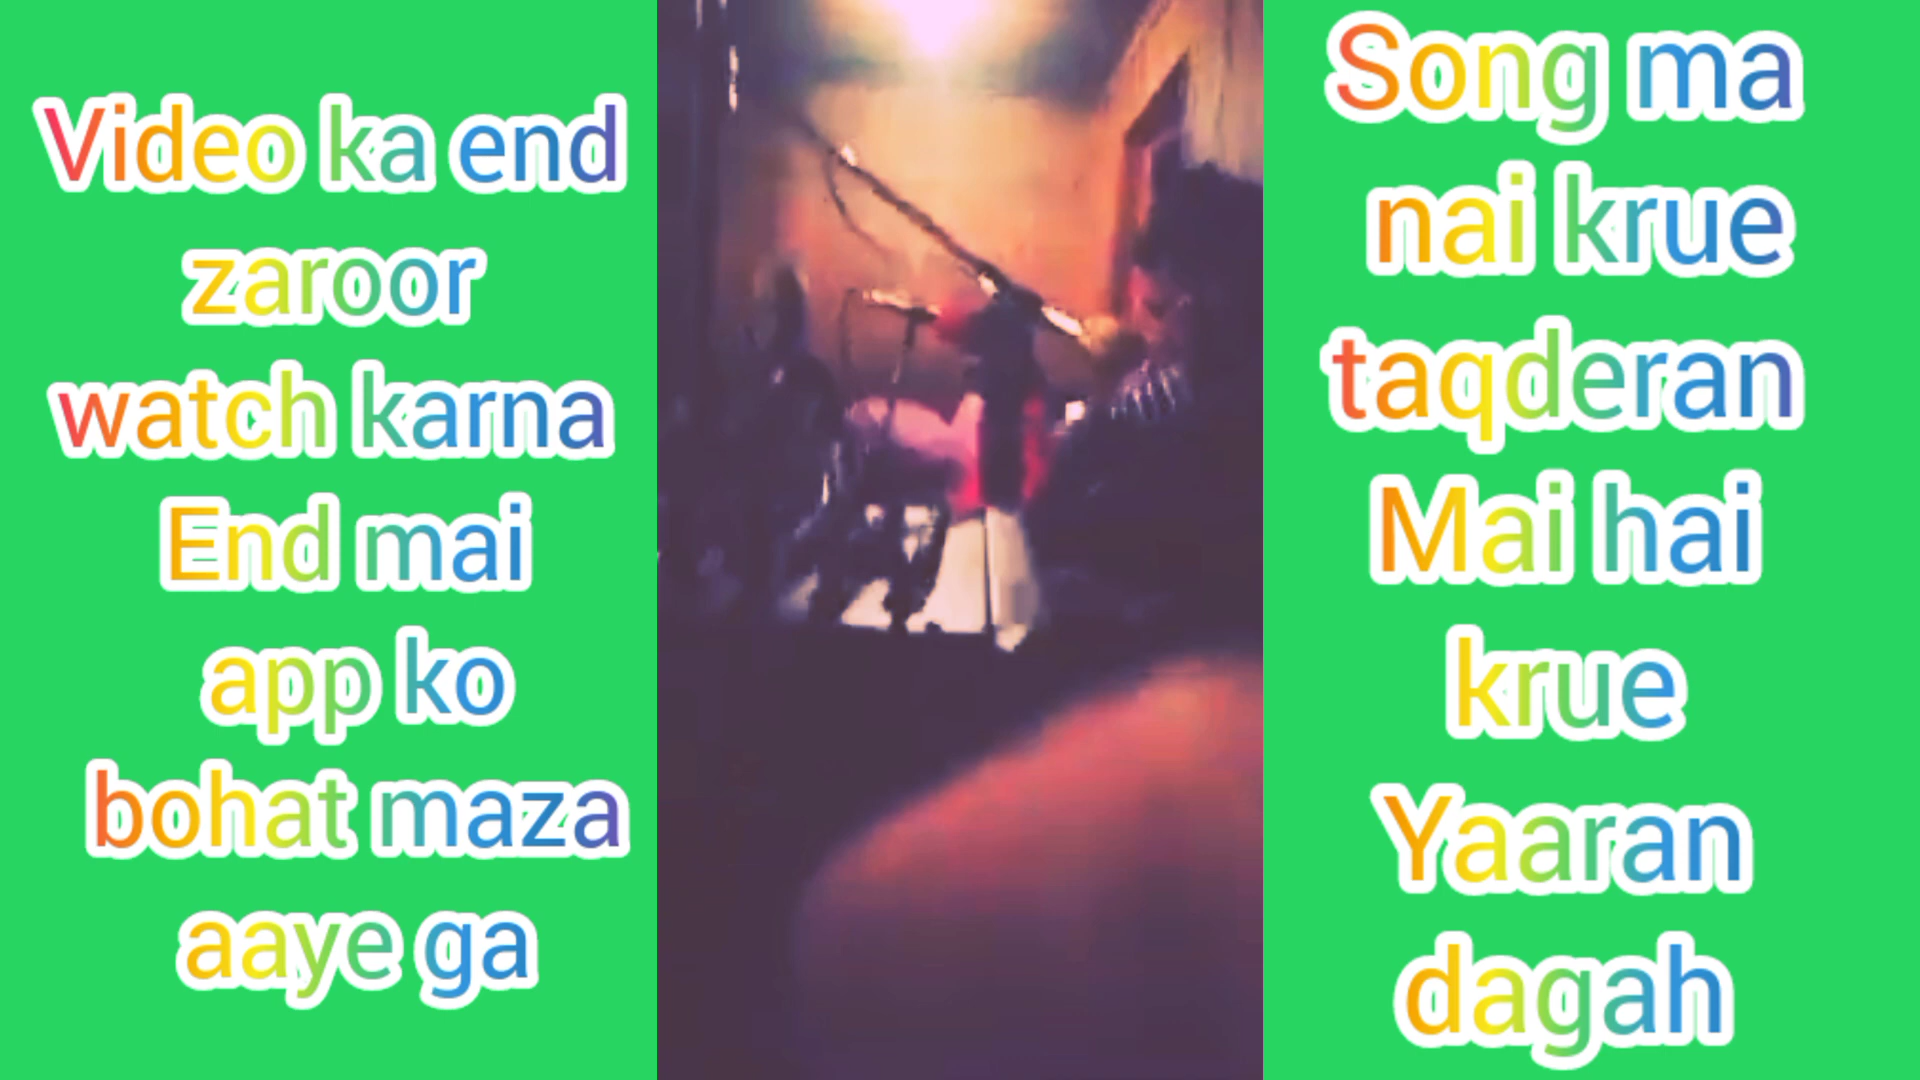 Video ka end
zaroor
watch karna
End mai
app ko
bohat maza
aaye ga
Song ma
nai krue
taqderan
Mai hai
krue
Yaaran
dagah